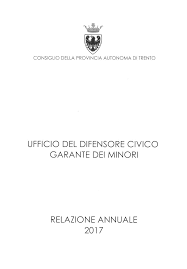 CONSIGLIO DELLA PROVINCIA AUTONOMA DI TRENTO
UFFICIO DEL DIFENSORE CIVICO
GARANTE DEI MINORI
RELAZIONE ANNUALE
2017